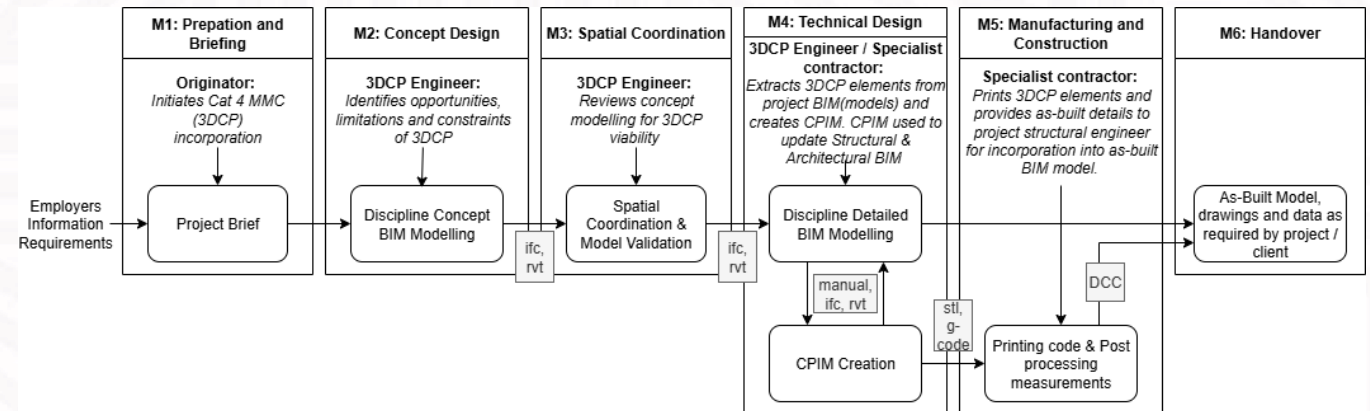 M1: Prepation and
Briefing
Originator:
Initiates Cat 4 MMC
(3DCP)
incorporation
Employers
Information
Requirements
Project Brief
M2: Concept Design
3DCP Engineer:
Identifies opportunities,
limitations and constraints
of 3DCP
Discipline Concept
BIM Modelling
ifc,
rvt
M3: Spatial Coordination
3DCP Engineer:
Reviews concept
modelling for 3DCP
viability
Spatial
Coordination &
Model Validation
ifc,
rvt
M4: Technical Design
3DCP Engineer / Specialist
contractor:
Extracts 3DCP elements from
project BIM(models) and
creates CPIM. CPIM used to
update Structural &
Architectural BIM
Discipline Detailed
BIM Modelling
manual,
ifc, rvt
CPIM Creation
stl,
g-
code
M5: Manufacturing and
Construction
Specialist contractor:
Prints 3DCP elements and
provides as-built details to
project structural engineer
for incorporation into as-built
BIM model.
Printing code & Post
processing
measurements
DCC
M6: Handover
As-Built Model,
drawings and data as
required by project /
client